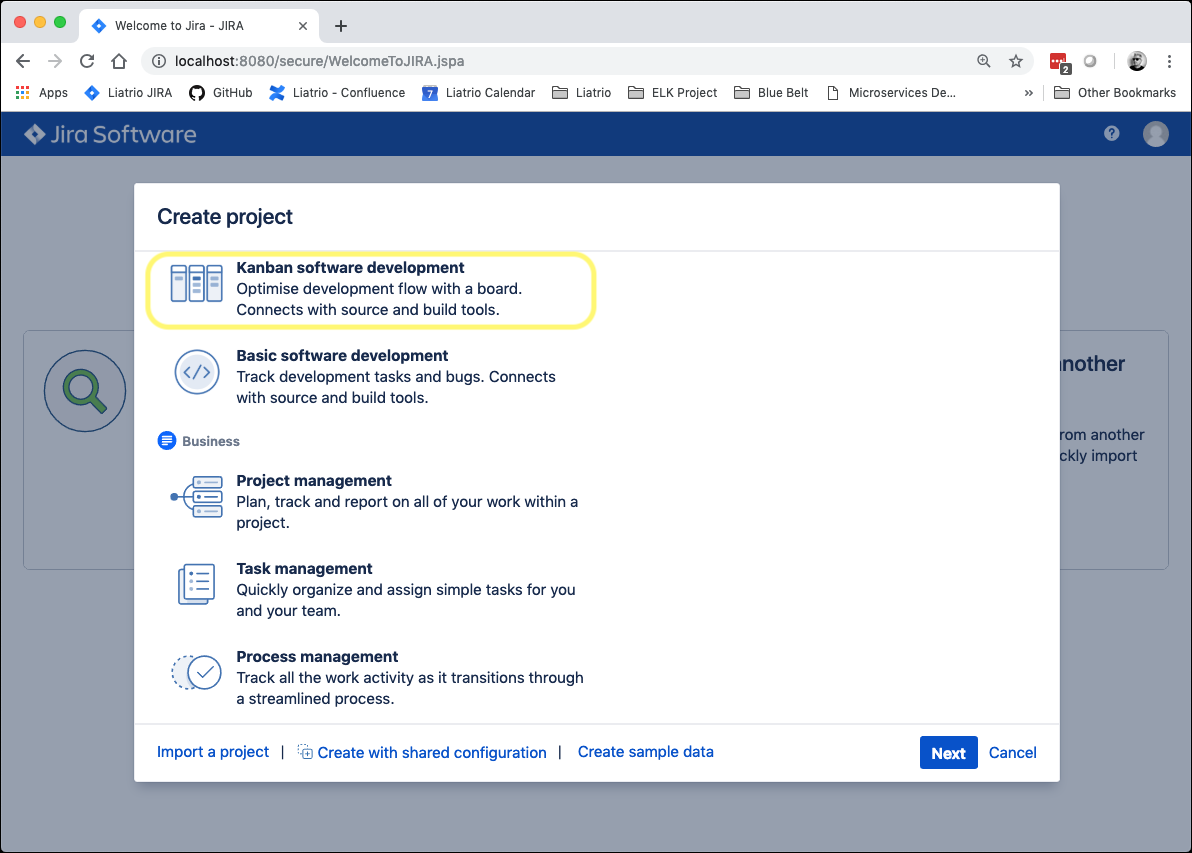 Welcome to Jira - JIRA
localhost:8080/secure/WelcomeToJIRA.jspa
2
Apps
Liatrio JIRA
GitHub
Liatrio - Confluence
7
Liatrio Calendar
Liatrio
ELK Project
Blue Belt
Microservices De...
»
Other Bookmarks
Jira Software
?
Create project
Kanban software development
Optimise development flow with a board.
Connects with source and build tools.
Basic software development
Track development tasks and bugs. Connects
with source and build tools.
Business
Project management
Plan, track and report on all of your work within a
project.
Task management
Quickly organize and assign simple tasks for you
and your team.
Process management
Track all the work activity as it transitions through
a streamlined process.
another
from another
import
Import a project | Create with shared configuration | Create sample data
Next
Cancel